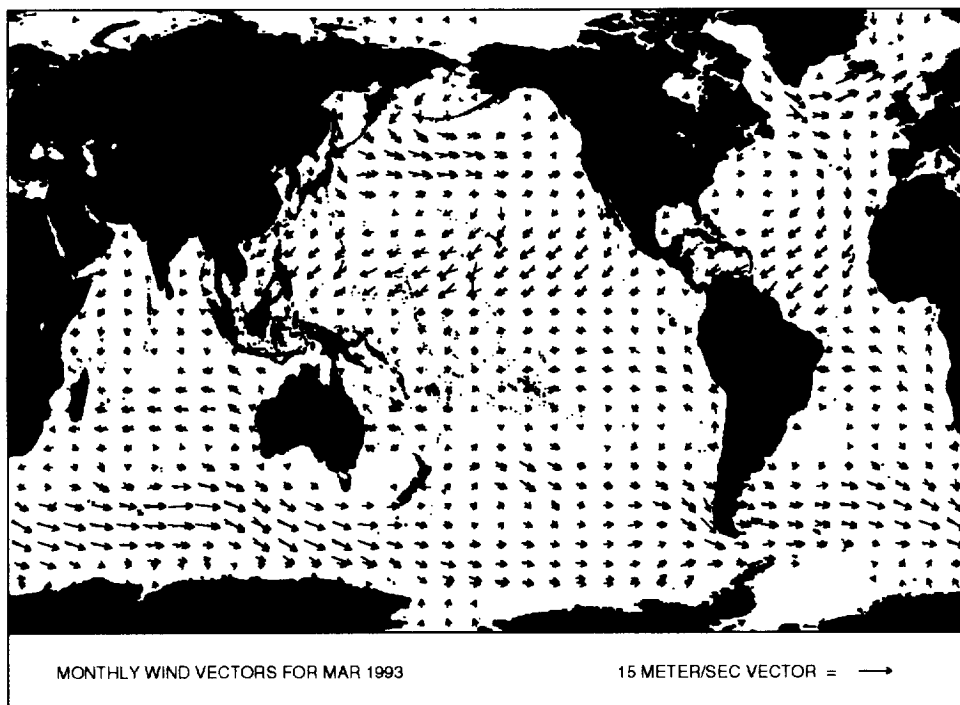 MONTHLY WIND VECTORS FOR MAR 1993
15 METER/SEC VECTOR =